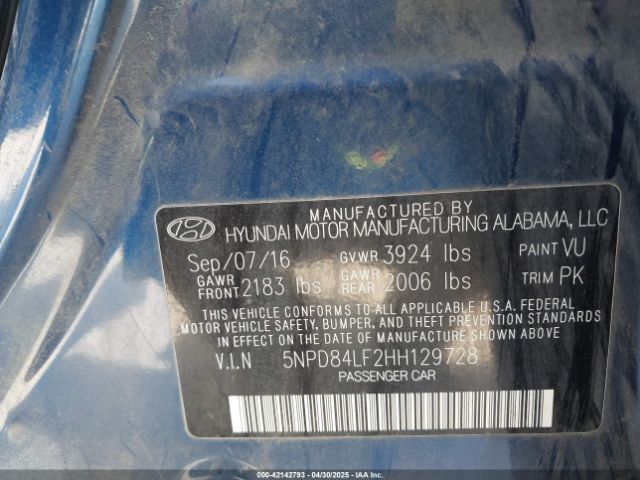 MANUFACTURED BY
HYUNDAI MOTOR MANUFACTURING ALABAMA, LLC
Sep/07/16 GVWR 3924 lbs PAINT VU
GAWR FRONT 2183 lbs GAWR REAR 2006 lbs TRIM PK
THIS VEHICLE CONFORMS TO ALL APPLICABLE U.S.A. FEDERAL
MOTOR VEHICLE SAFETY, BUMPER, AND THEFT PREVENTION STANDARDS
IN EFFECT ON THE DATE OF MANUFACTURE SHOWN ABOVE.
V.I.N 5NPD84LF2HH129728
PASSENGER CAR
000-42142793 - 04/30/2025 - IAA Inc.